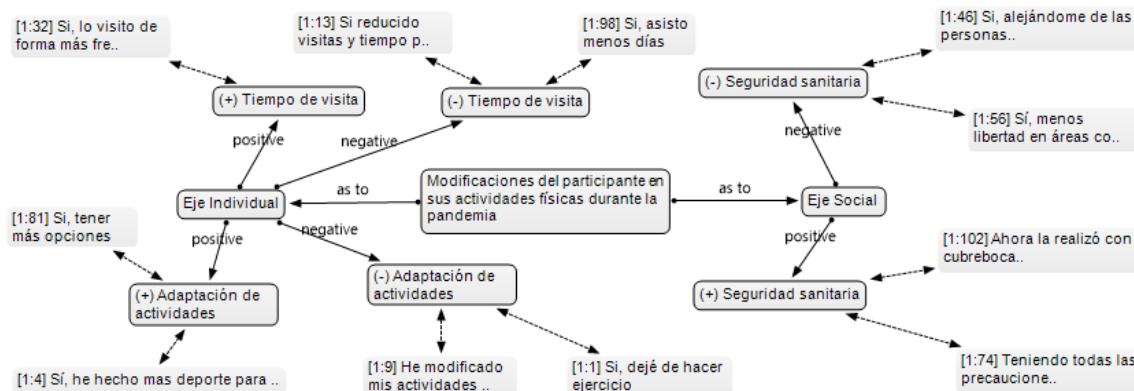 [1:32] Si, lo visito de
forma más fre..
[1:13] Si reducido
visitas y tiempo p..
[1:98] Si, asisto
menos días
[1:46] Si, alejándome de las
personas..
(+) Tiempo de visita
(-) Tiempo de visita
(-) Seguridad sanitaria
[1:56] Sí, menos
libertad en áreas co..
positive
negative
negative
Eje Individual
as to
Modificaciones del participante en
sus actividades físicas durante la
pandemia
as to
Eje Social
[1:81] Si, tener
más opciones
positive
negative
positive
[1:102] Ahora la realizó con
cubreboca..
(+) Adaptación de
actividades
(-) Adaptación de
actividades
(+) Seguridad sanitaria
[1:4] Sí, he hecho mas deporte para ..
[1:9] He modificado
mis actividades ..
[1:1] Si, dejé de hacer
ejercicio
[1:74] Teniendo todas las
precaucione..